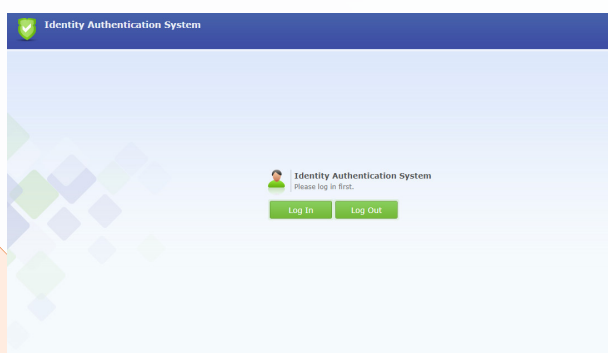 Identity Authentication System
Identity Authentication System
Please log in first.
Log In
Log Out